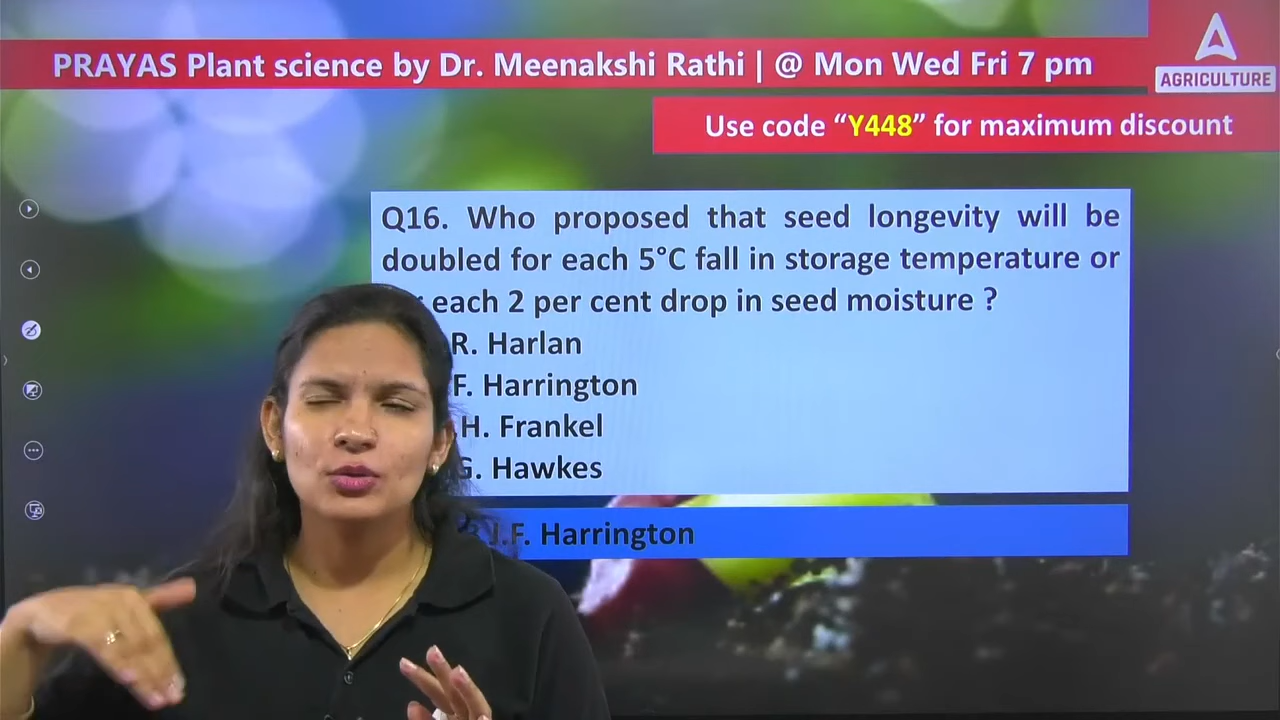 PRAYAS Plant science by Dr. Meenakshi Rathi | @ Mon Wed Fri 7 pm
AGRICULTURE
Use code “Y448” for maximum discount
Q16. Who proposed that seed longevity will be
doubled for each 5°C fall in storage temperature or
each 2 per cent drop in seed moisture ?
R. Harlan
F. Harrington
.H. Frankel
G. Hawkes
J.F. Harrington